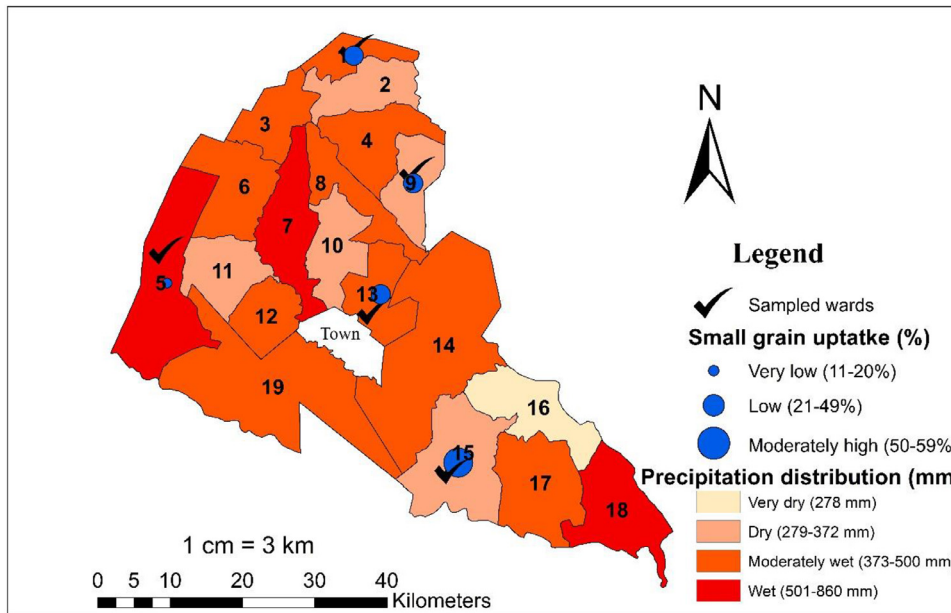 1
2
3
4
6
8
9
7
10
5
11
13
12
Town
14
19
16
15
17
18
N
Legend
Sampled wards
Small grain uptatke (%)
Very low (11-20%)
Low (21-49%)
Moderately high (50-59%
Precipitation distribution (mm
Very dry (278 mm)
Dry (279-372 mm)
Moderately wet (373-500 mm
Wet (501-860 mm)
1 cm = 3 km
0 5 10 20 30 40
Kilometers